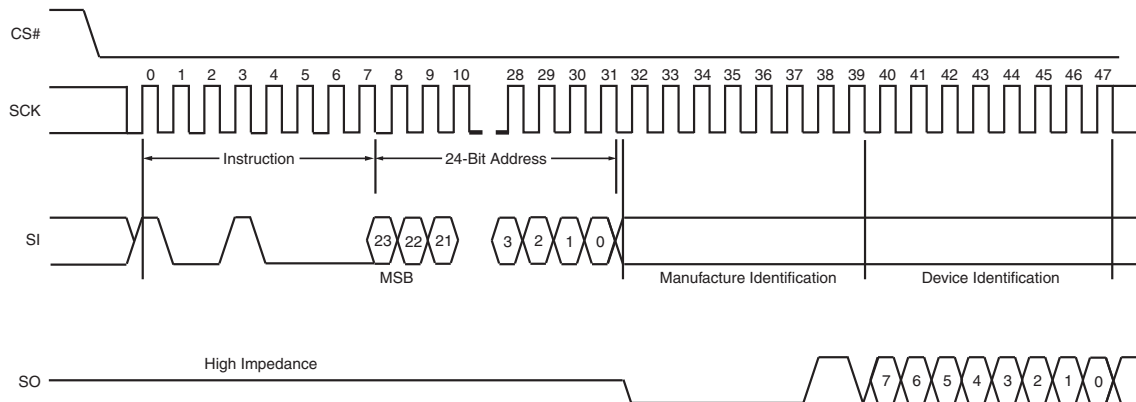 CS#
0 1 2 3 4 5 6 7 8 9 10 28 29 30 31 32 33 34 35 36 37 38 39 40 41 42 43 44 45 46 47
SCK
Instruction 24-Bit Address
SI 23 22 21 3 2 1 0
MSB Manufacture Identification Device Identification
High Impedance
SO 7 6 5 4 3 2 1 0